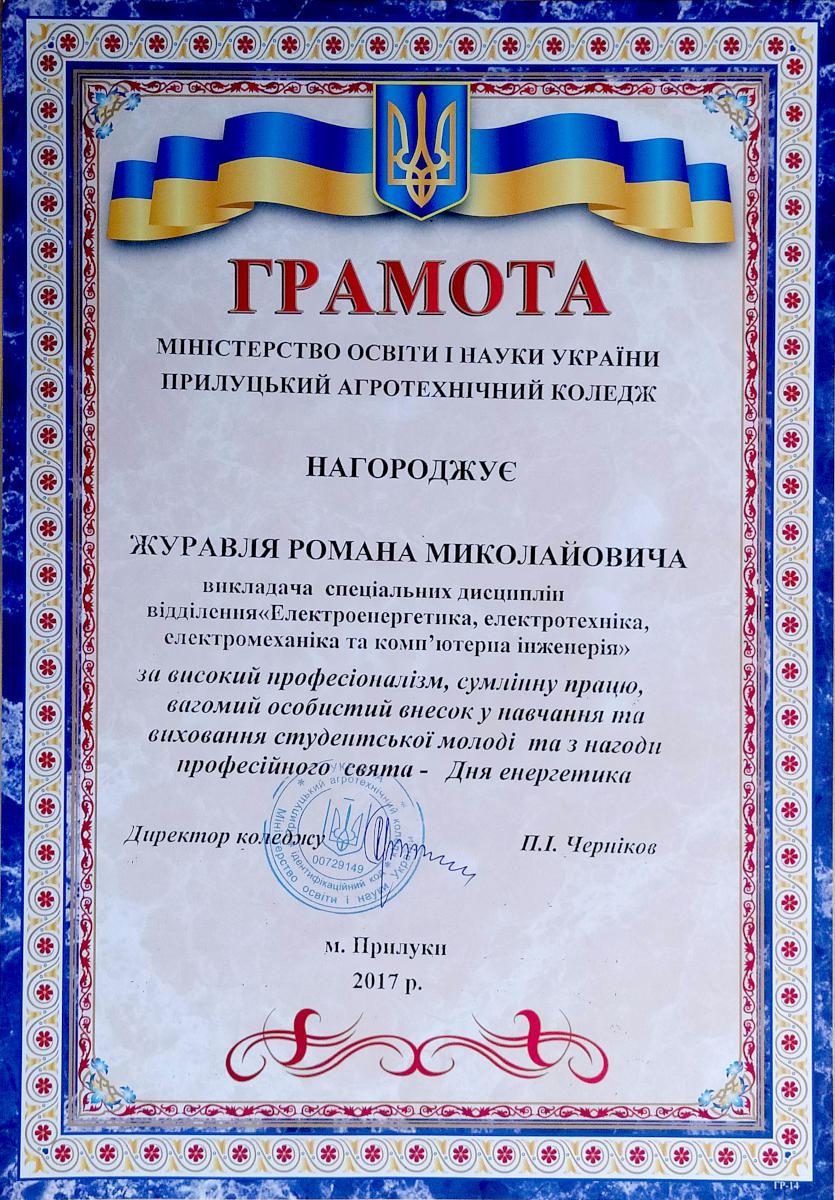 ГРАМОТА
МІНІСТЕРСТВО ОСВІТИ І НАУКИ УКРАЇНИ
ПРИЛУЦЬКИЙ АГРОТЕХНІЧНИЙ КОЛЕДЖ
НАГОРОДЖУЄ
ЖУРАВЛЯ РОМАНА МИКОЛАЙОВИЧА
викладача спеціальних дисциплін
відділення«Електроенергетика, електротехніка,
електромеханіка та комп’ютерна інженерія»
за високий професіоналізм, сумлінну працю,
вагомий особистий внесок у навчання та
виховання студентської молоді та з нагоди
професійного свята - Дня енергетика
Директор коледжу П.І. Черніков
Міністерство освіти і науки України
Прилуцький агротехнічний
ідентифікаційний код
00729149
м. Прилуки
2017 р.
ГР-14